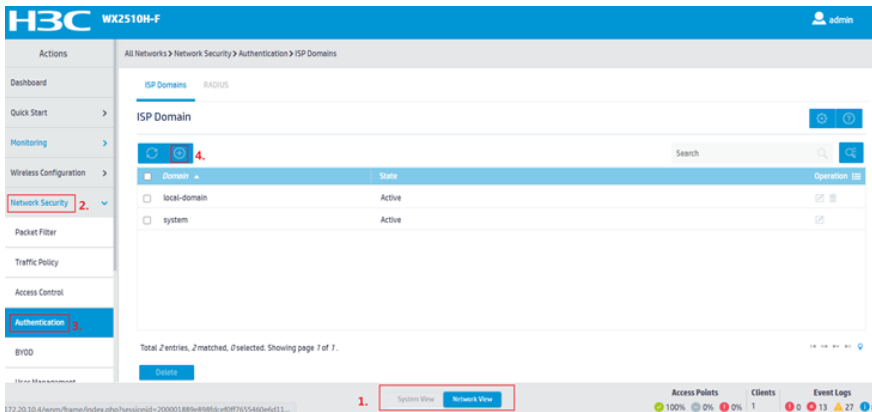 H3C WX2510H-F
admin
Actions
All Networks > Network Security > Authentication > ISP Domains
Dashboard
ISP Domains RADIUS
Quick Start >
ISP Domain
Monitoring >
4.
Search
Wireless Configuration >
Domain State Operation
Network Security 2.
local-domain Active
system Active
Packet Filter
Traffic Policy
Access Control
Authentication 3.
BYOD
Total 2 entries, 2 matched, 0 selected. Showing page 1 of 1.
Delete
User Management
1. System View Network View
Access Points Clients Event Logs
100% 0% 0% 1 0 13 27 0